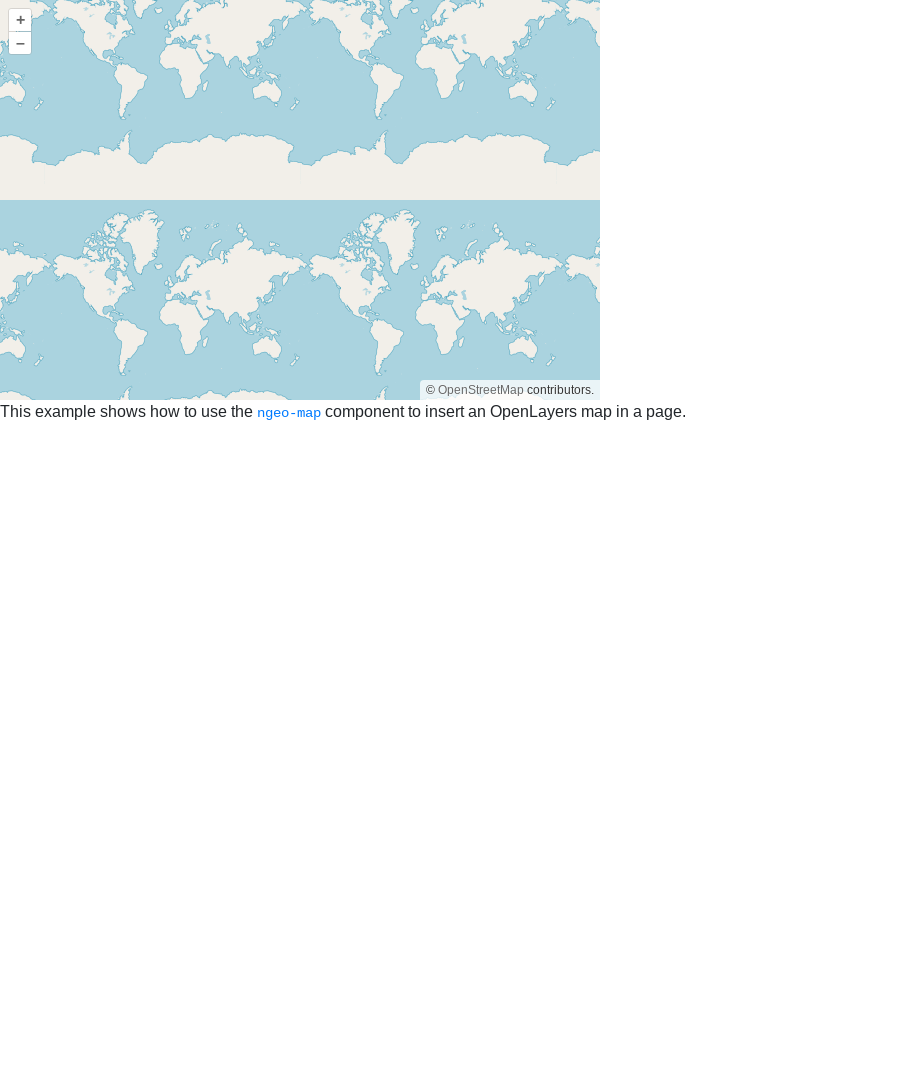 +
−
© OpenStreetMap contributors.
This example shows how to use the ngeo-map component to insert an OpenLayers map in a page.